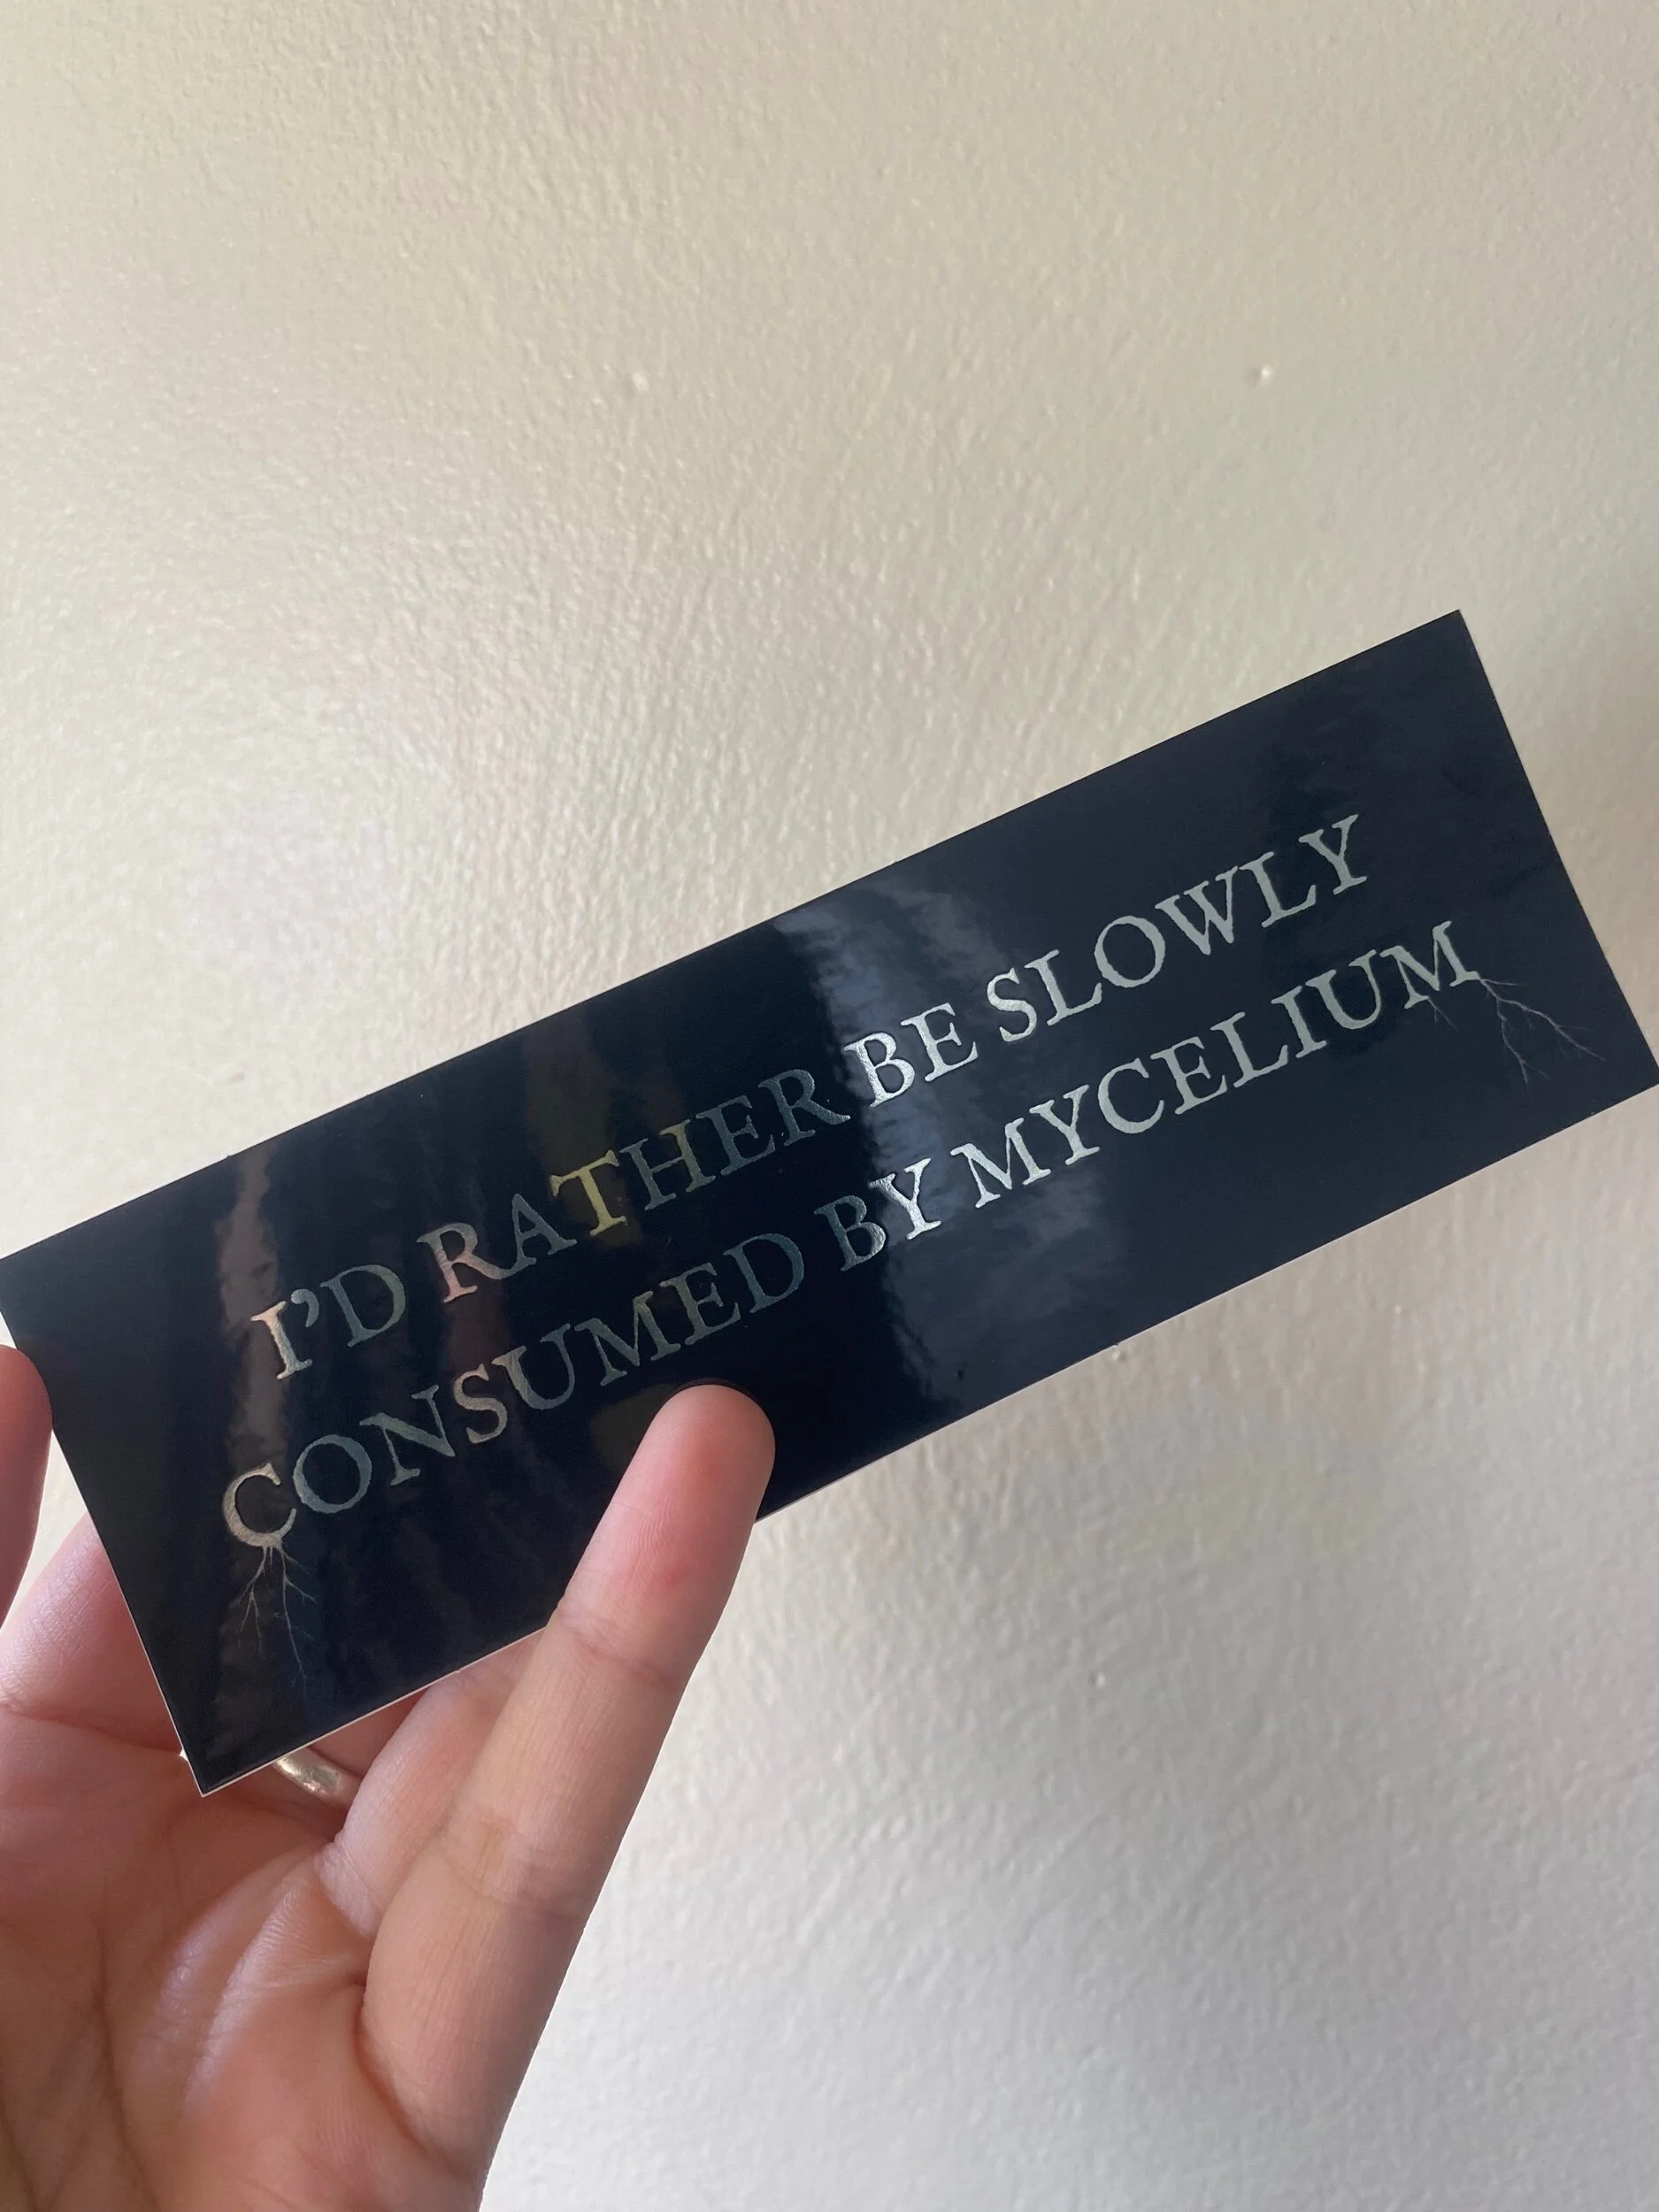 I'D RATHER BE SLOWLY
CONSUMED BY MYCELIUM